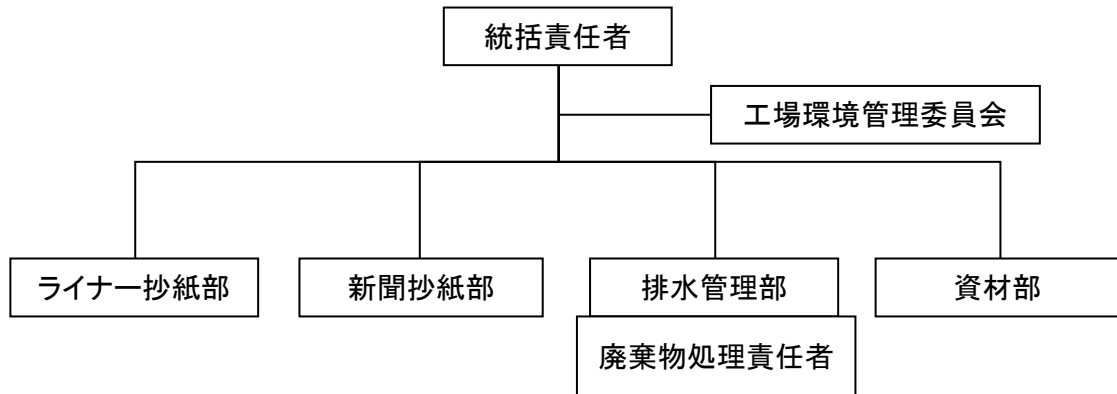 統括責任者
工場環境管理委員会
ライナー抄紙部
新聞抄紙部
排水管理部
資材部
廃棄物処理責任者